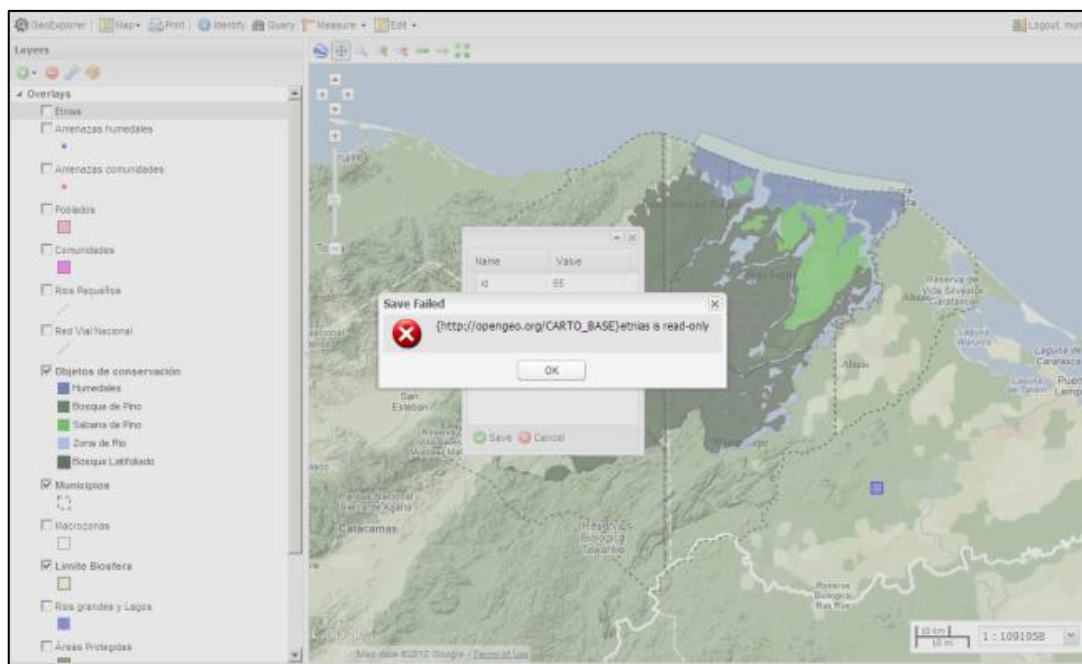 GeoExplorer Map Print Identify Query Measure Edit Logout, mun
Layers
Overlays
Etnias
Amenazas humedales
Amenazas comunidades
Poblados
Comunidades
Rios Pequeños
Red Vial Nacional
Objetos de conservación
Humedales
Bosque de Pino
Sabana de Pino
Zona de Rio
Bosque Latifoliado
Municipios
Macrozonas
Limite Biosfera
Rios grandes y Lagos
Áreas Protegidas
Name Value
id 65
Save Failed
{http://opengeo.org/CARTO_BASE}etnias is read-only
OK
Save Cancel
San
Esteban
Catacamas
Reserva de
Vida Silvestre
Caratasca
Ahuas
Laguna de
Caratasca
Biologica
Tawahka
Reserva
Biologica
Rus Rus
10 km
10 mi
1 : 1091958
Map data ©2012 Google - Terms of Use